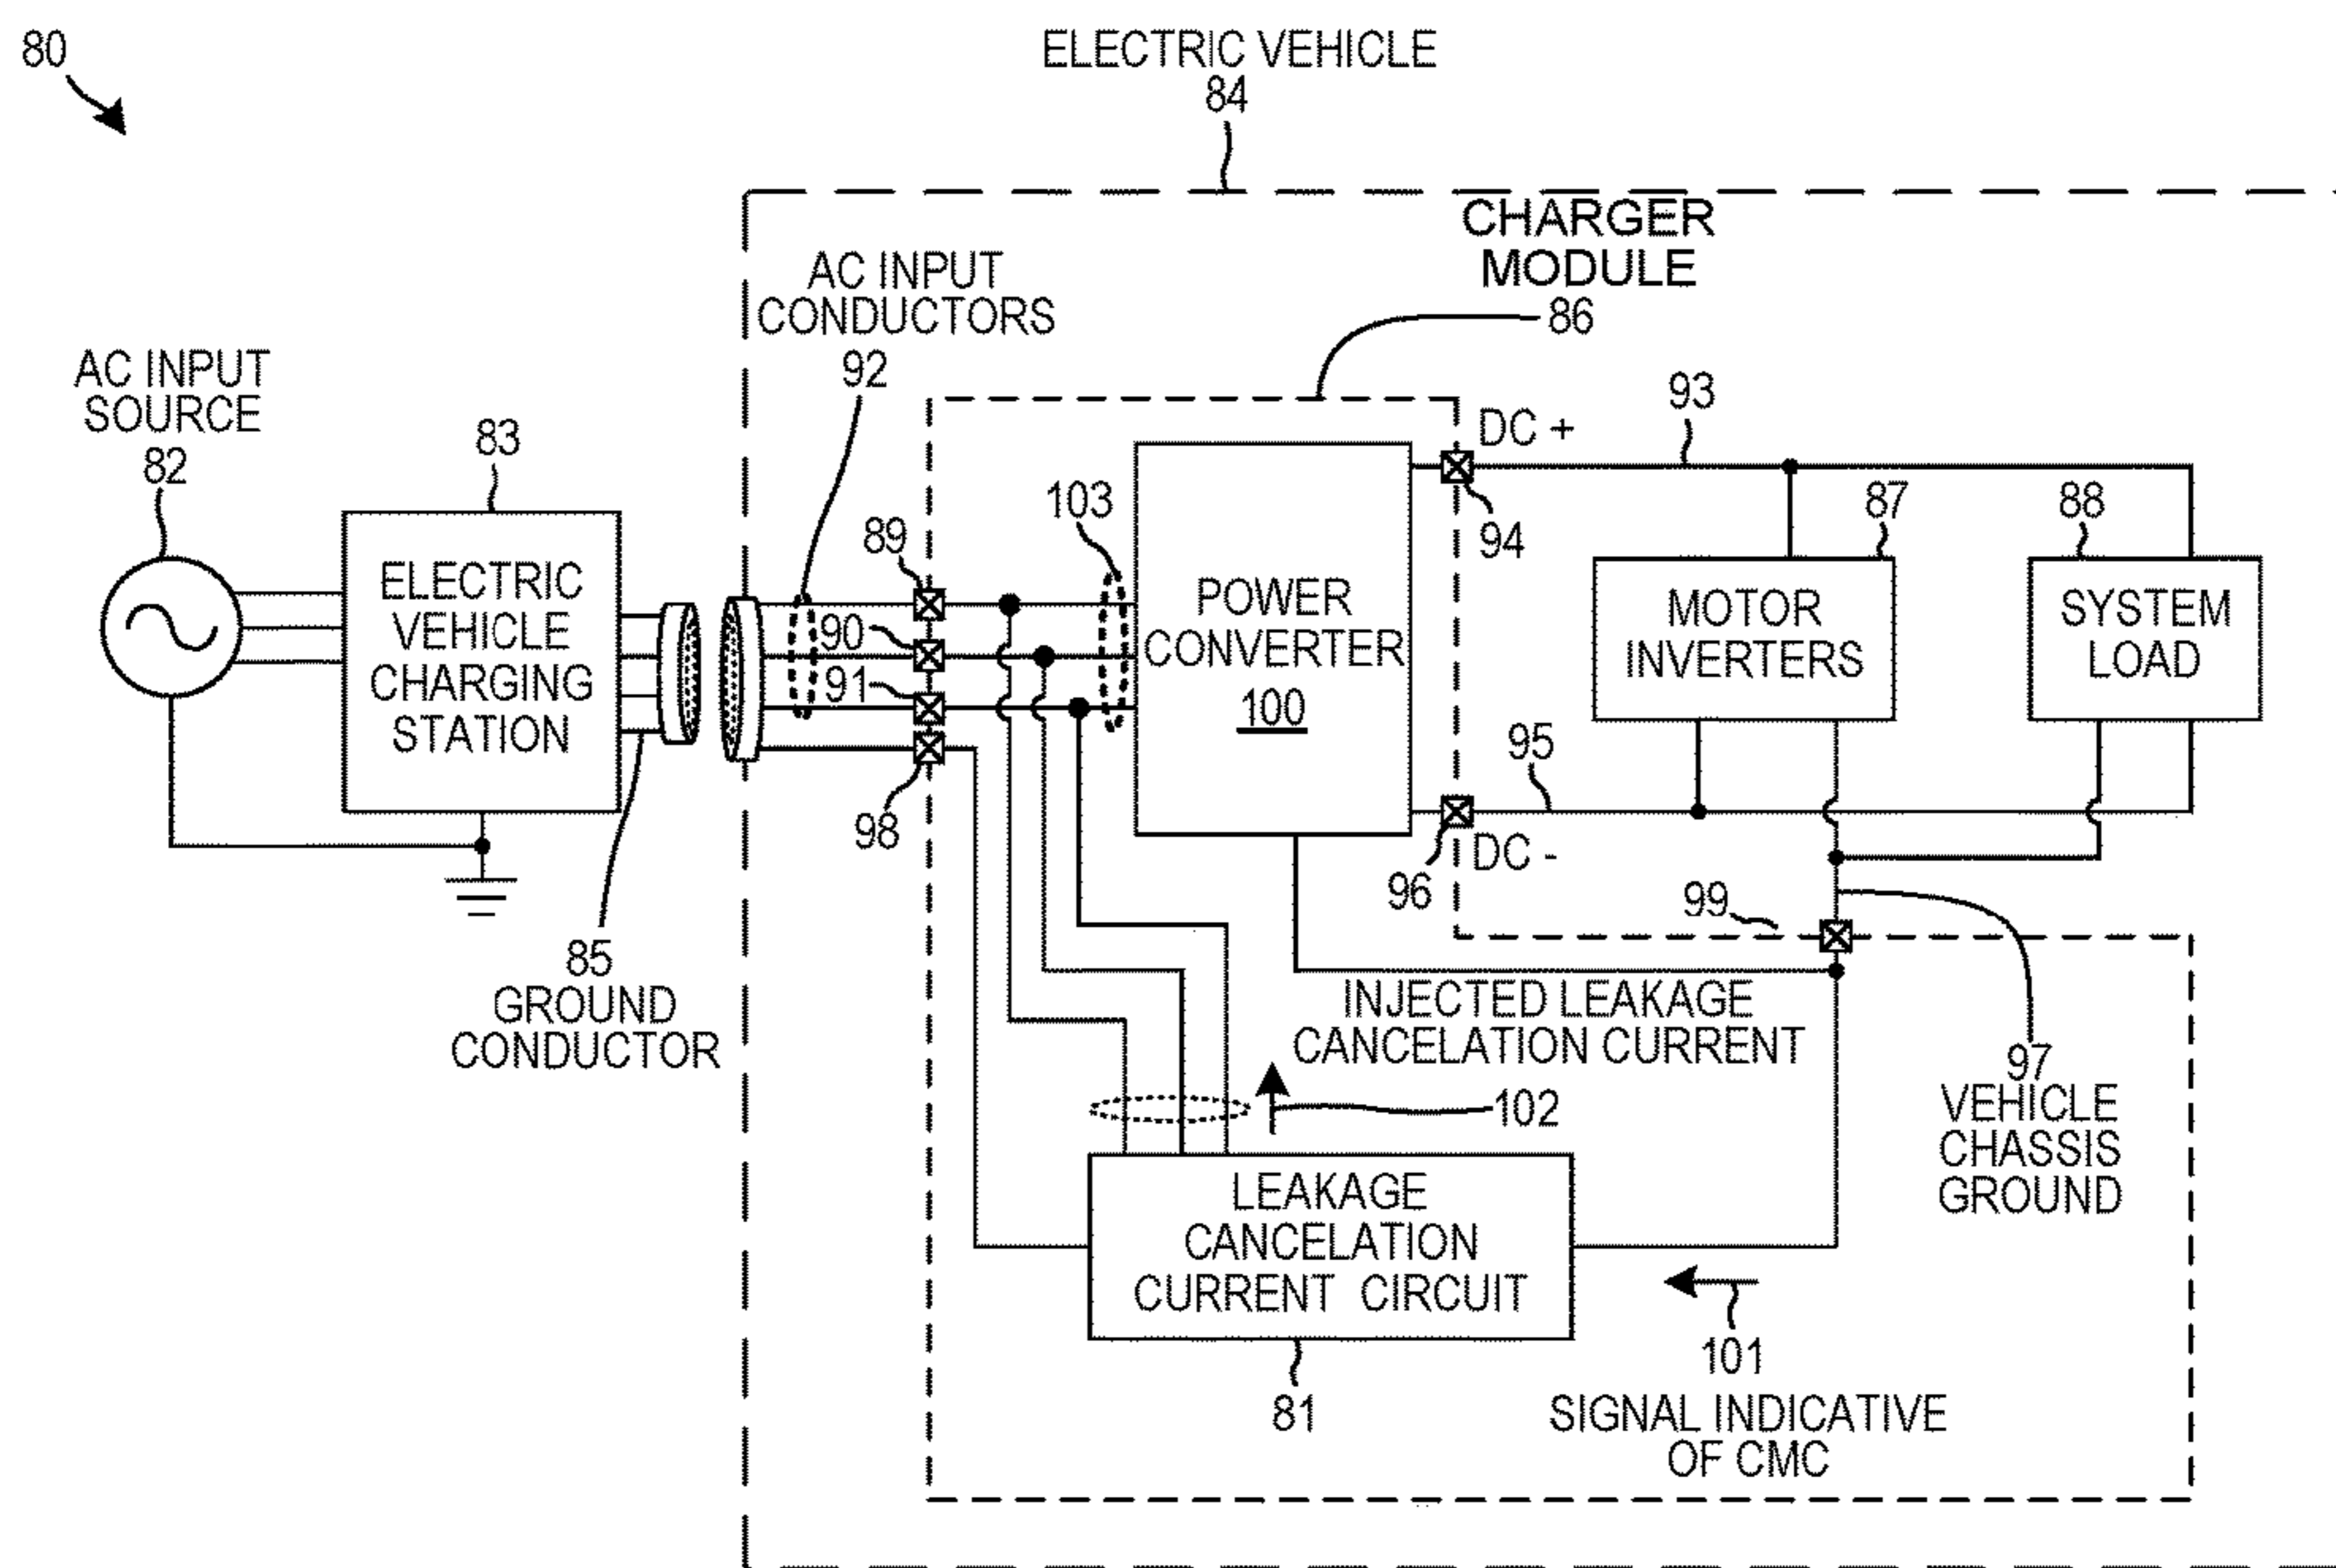 80
ELECTRIC VEHICLE
84
CHARGER
MODULE
86
AC INPUT
CONDUCTORS
92
AC INPUT
SOURCE
82
83
ELECTRIC
VEHICLE
CHARGING
STATION
85
GROUND
CONDUCTOR
89
90
91
98
103
POWER
CONVERTER
100
DC +
94
93
87
MOTOR
INVERTERS
88
SYSTEM
LOAD
95
DC -
96
99
97
VEHICLE
CHASSIS
GROUND
INJECTED LEAKAGE
CANCELATION CURRENT
102
LEAKAGE
CANCELATION
CURRENT CIRCUIT
81
101
SIGNAL INDICATIVE
OF CMC